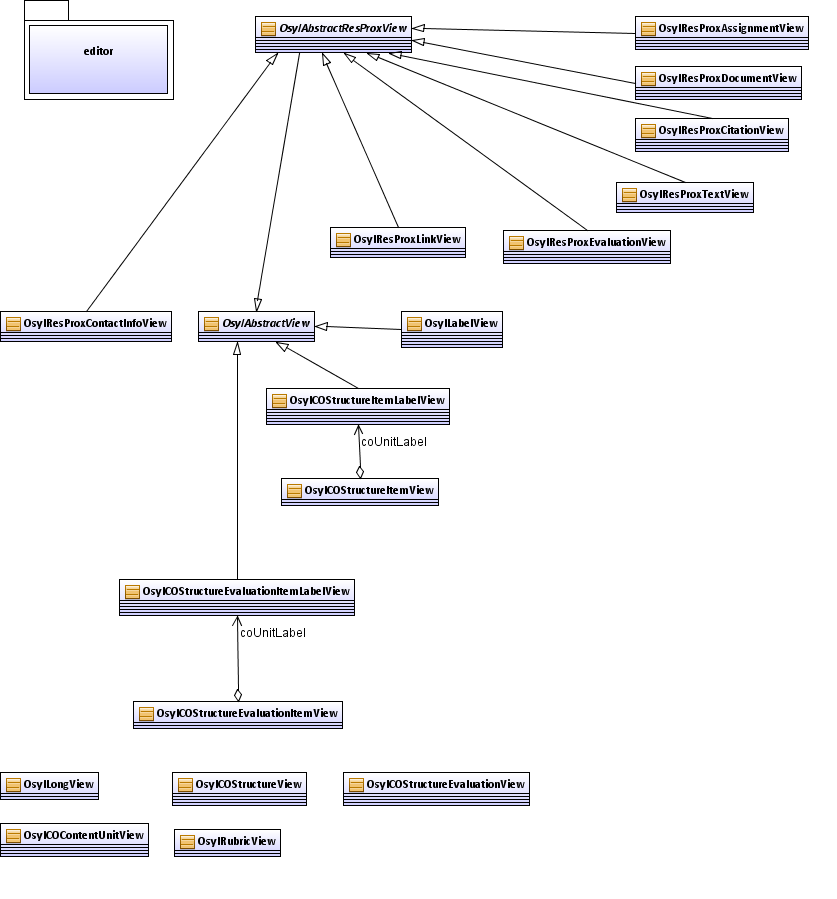 editor
OsylAbstractResProxView
OsylResProxAssignmentView
OsylResProxDocumentView
OsylResProxCitationView
OsylResProxTextView
OsylResProxLinkView
OsylResProxEvaluationView
OsylResProxContactInfoView
OsylAbstractView
OsylLabelView
OsylCOStructureItemLabelView
coUnitLabel
OsylCOStructureItemView
OsylCOStructureEvaluationItemLabelView
coUnitLabel
OsylCOStructureEvaluationItemView
OsylLongView
OsylCOStructureView
OsylCOStructureEvaluationView
OsylCOContentUnitView
OsylRubricView